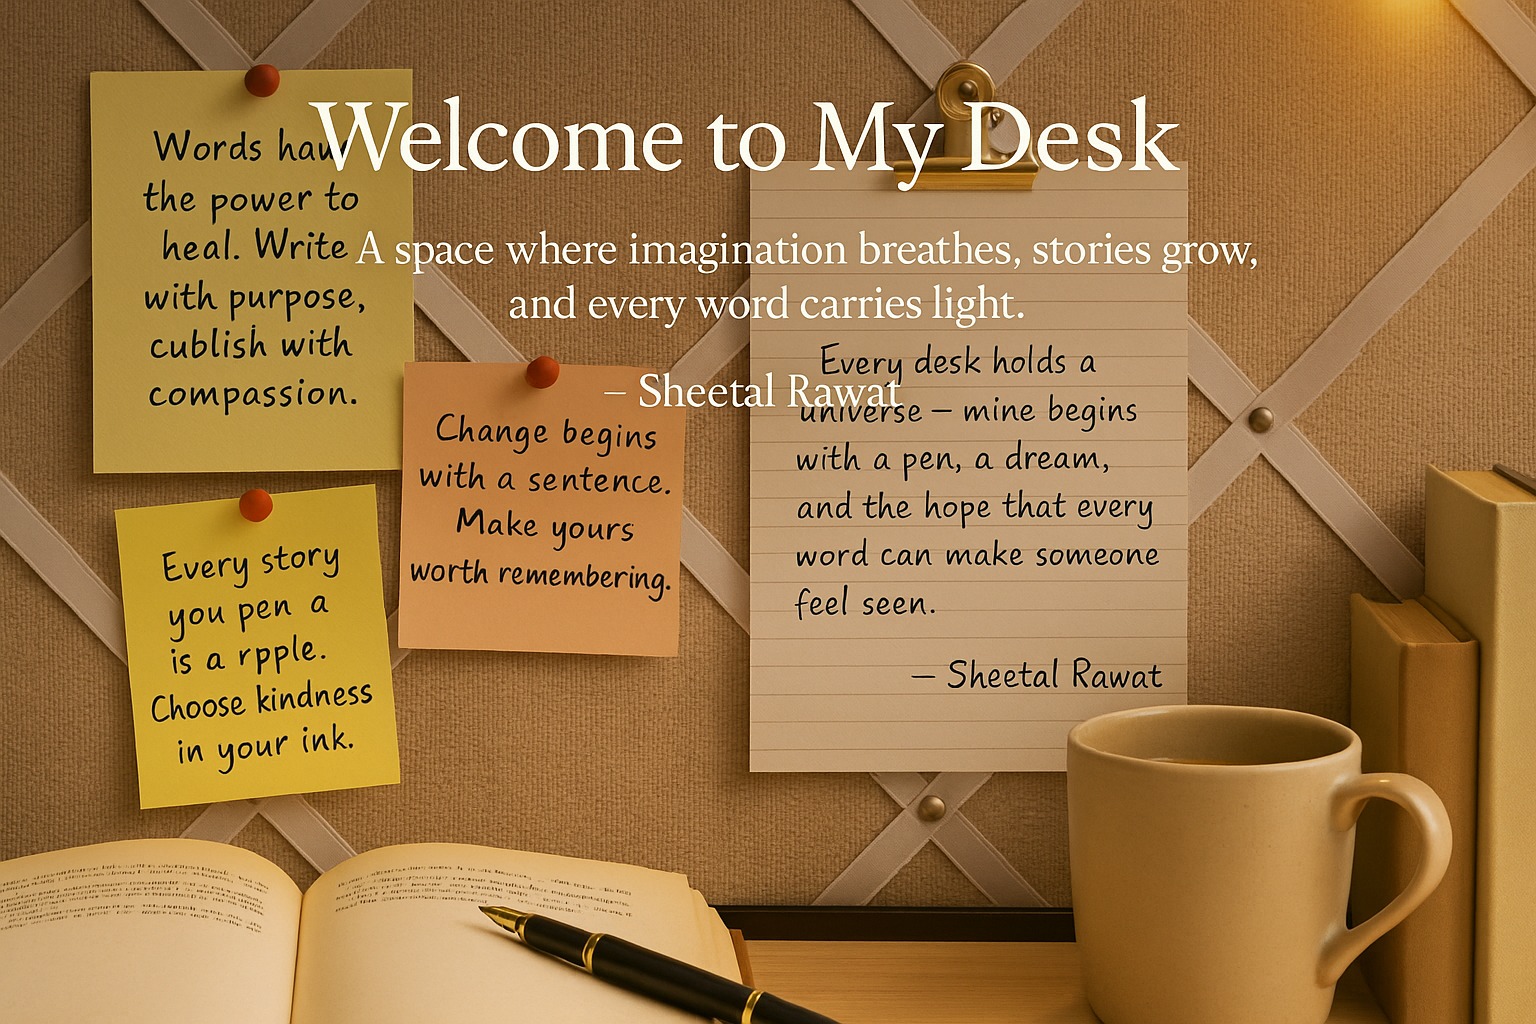 Welcome to My Desk
A space where imagination breathes, stories grow,
and every word carries light.
– Sheetal Rawat
Words have
the power to
heal. Write
with purpose,
cublish with
compassion.
Every story
you pen a
is a rpple.
Choose kindness
in your ink.
Change begins
with a sentence.
Make yours
worth remembering.
Every desk holds a
universe – mine begins
with a pen, a dream,
and the hope that every
word can make someone
feel seen.
– Sheetal Rawat